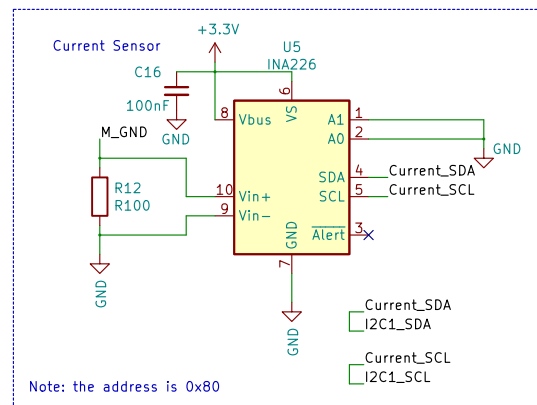 +3.3V
Current Sensor
U5
INA226
C16
100nF
GND
M_GND
R12
R100
GND
6
VS
8
Vbus
A1
1
A0
2
GND
SDA
4
Current_SDA
SCL
5
Current_SCL
10
Vin+
9
Vin-
Alert
3
GND
7
GND
Current_SDA
I2C1_SDA
Current_SCL
I2C1_SCL
Note: the address is 0x80